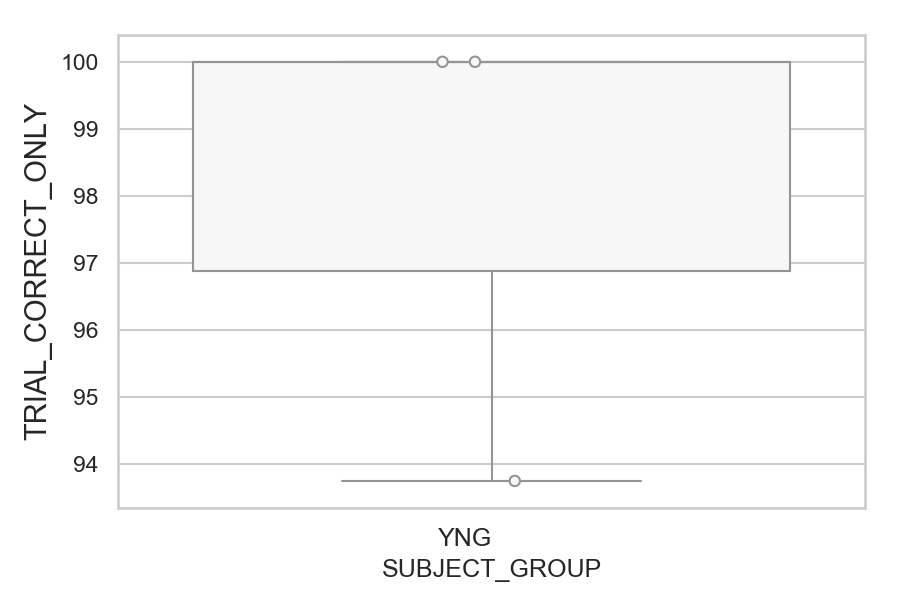 TRIAL_CORRECT_ONLY
100
99
98
97
96
95
94
YNG
SUBJECT_GROUP